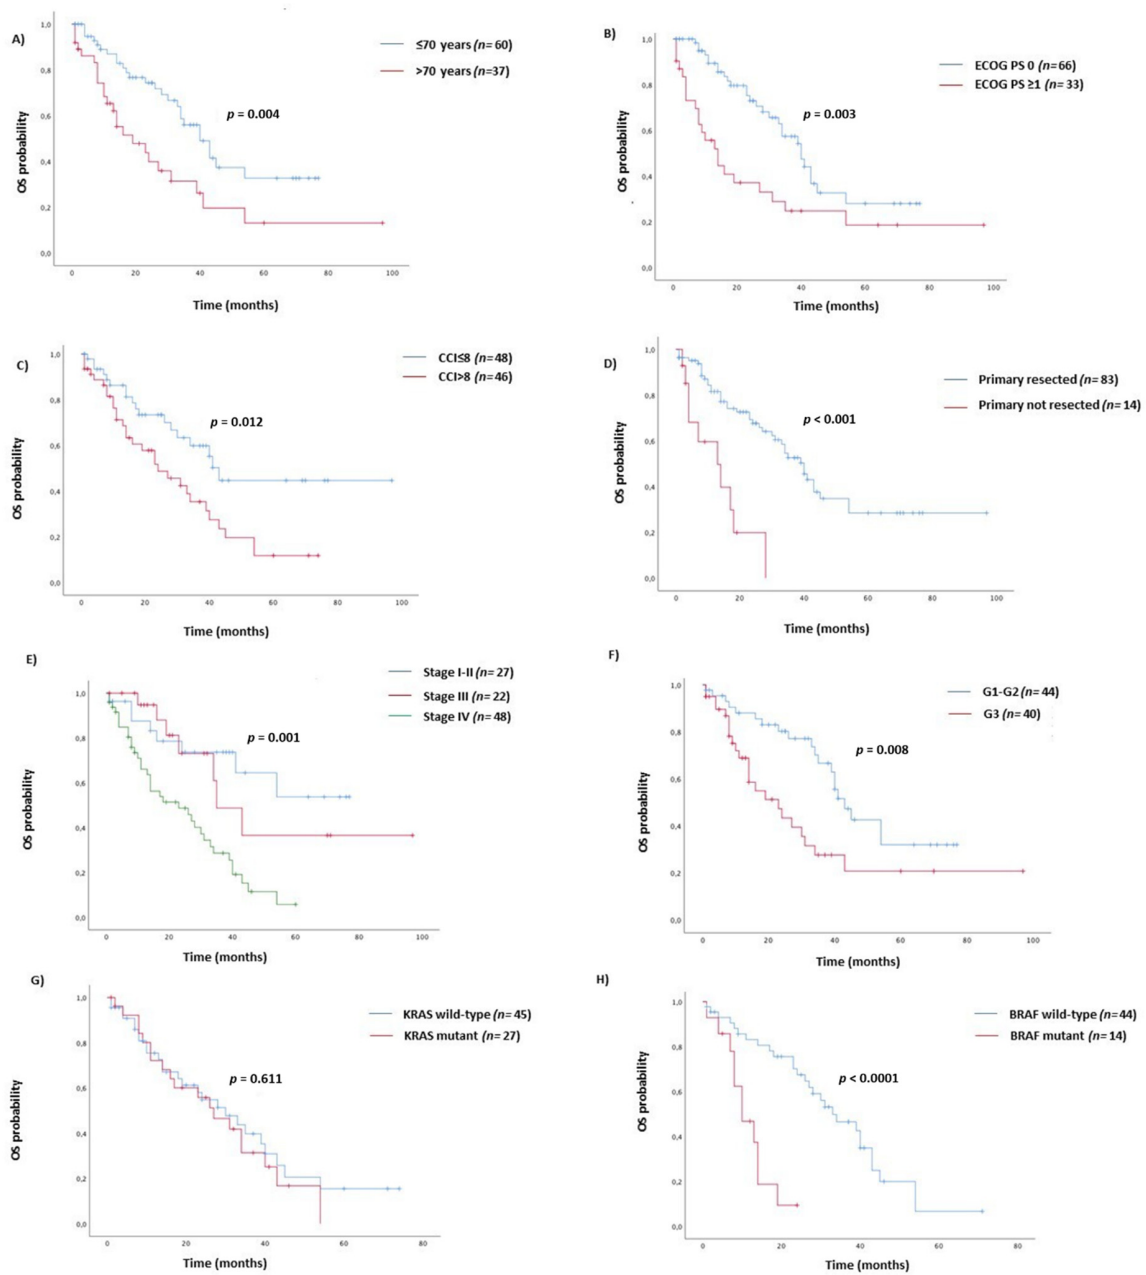 A)
≤70 years (n= 60)
>70 years (n=37)
p = 0.004
OS probability
1,0
0,8
0,6
0,4
0,2
0,0
0 20 40 60 80 100
Time (months)
B)
ECOG PS 0 (n=66)
ECOG PS ≥1 (n= 33)
p = 0.003
OS probability
1,0
0,8
0,6
0,4
0,2
0,0
0 20 40 60 80 100
Time (months)
C)
CCI≤8 (n=48)
CCI>8 (n=46)
p = 0.012
OS probability
1,0
0,8
0,6
0,4
0,2
0,0
0 20 40 60 80 100
Time (months)
D)
Primary resected (n= 83)
Primary not resected (n= 14)
p < 0.001
OS probability
1,0
0,8
0,6
0,4
0,2
0,0
0 20 40 60 80 100
Time (months)
E)
Stage I-II (n= 27)
Stage III (n= 22)
Stage IV (n= 48)
p = 0.001
OS probability
1,0
0,8
0,6
0,4
0,2
0,0
0 20 40 60 80 100
Time (months)
F)
G1-G2 (n= 44)
G3 (n= 40)
p = 0.008
OS probability
1,0
0,8
0,6
0,4
0,2
0,0
0 20 40 60 80 100
Time (months)
G)
KRAS wild-type (n= 45)
KRAS mutant (n= 27)
p = 0.611
OS probability
1,0
0,8
0,6
0,4
0,2
0,0
0 20 40 60 80
Time (months)
H)
BRAF wild-type (n=44)
BRAF mutant (n= 14)
p < 0.0001
OS probability
1,0
0,8
0,6
0,4
0,2
0,0
0 20 40 60 80
Time (months)